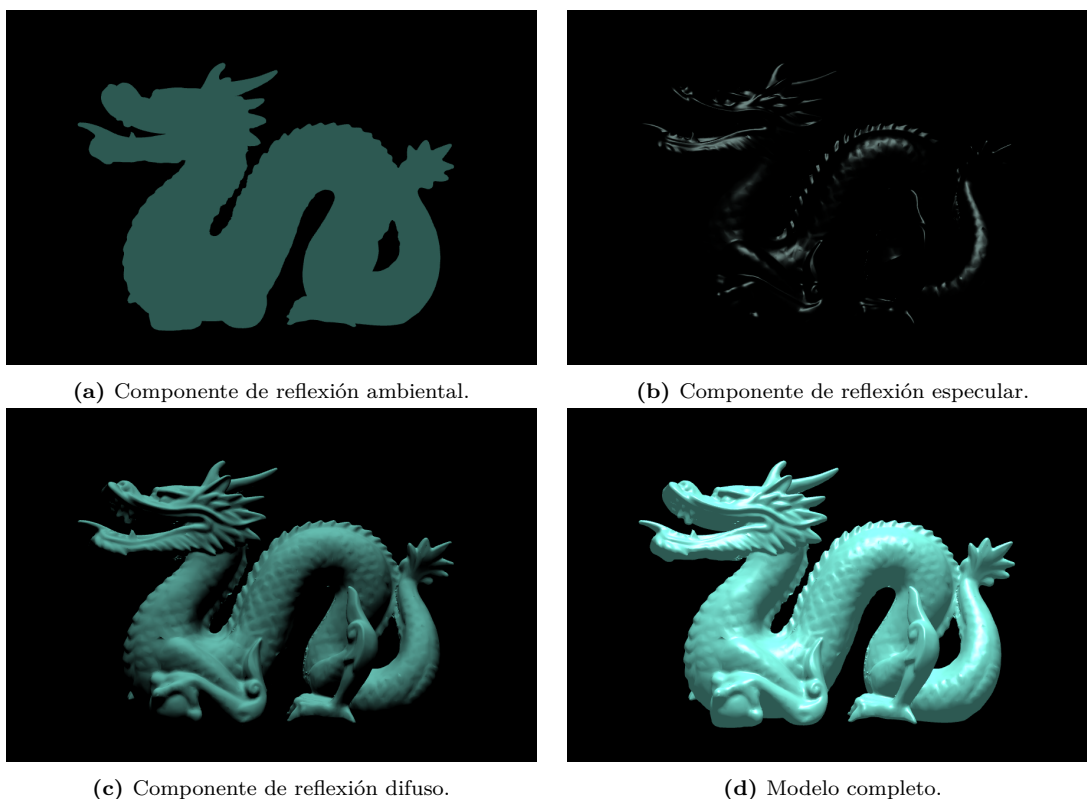 (a) Componente de reflexión ambiental.
(b) Componente de reflexión especular.
(c) Componente de reflexión difuso.
(d) Modelo completo.